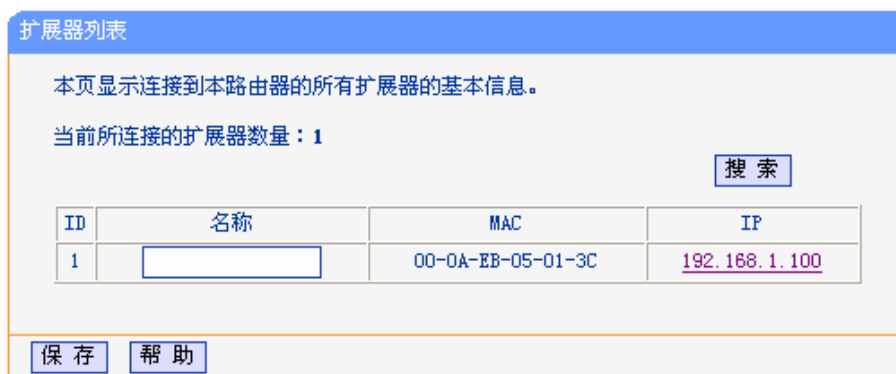 扩展器列表
本页显示连接到本路由器的所有扩展器的基本信息。
当前所连接的扩展器数量：1
搜 索
ID 名称 MAC IP
1 00-0A-EB-05-01-3C 192.168.1.100
保 存 帮 助